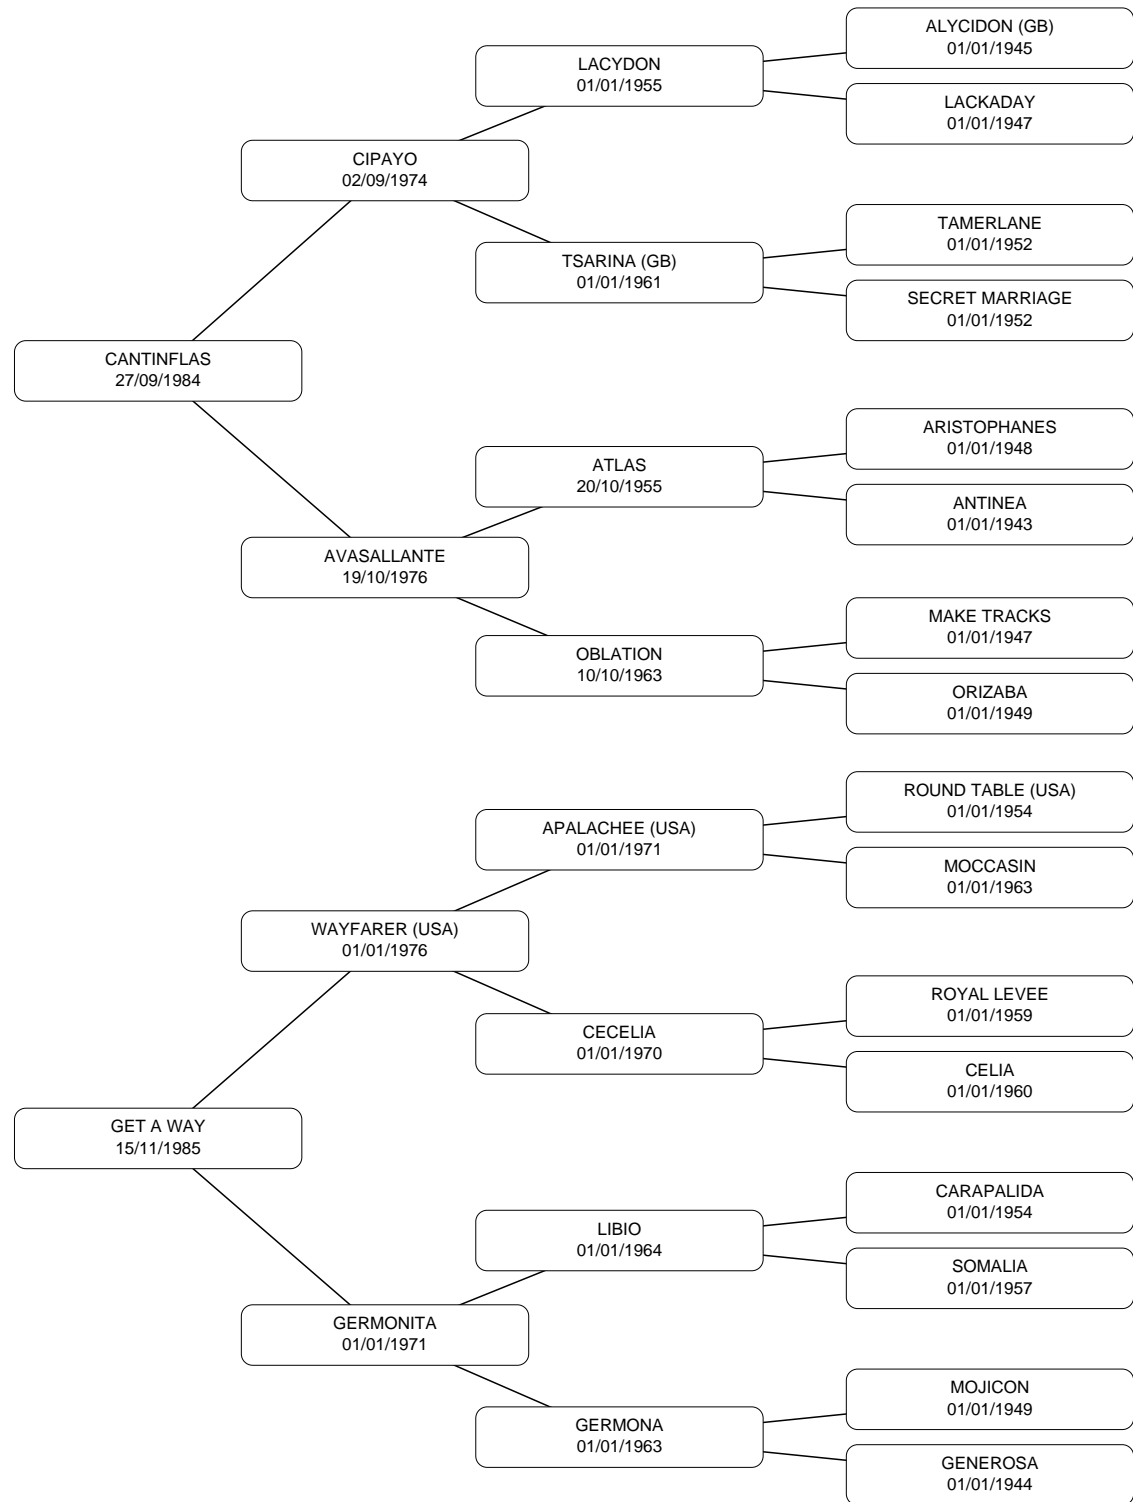 ALYCIDON (GB)
01/01/1945
LACYDON
01/01/1955
LACKADAY
01/01/1947
CIPAYO
02/09/1974
TAMERLANE
01/01/1952
TSARINA (GB)
01/01/1961
SECRET MARRIAGE
01/01/1952
CANTINFLAS
27/09/1984
ARISTOPHANES
01/01/1948
ATLAS
20/10/1955
ANTINEA
01/01/1943
AVASALLANTE
19/10/1976
MAKE TRACKS
01/01/1947
OBLATION
10/10/1963
ORIZABA
01/01/1949
ROUND TABLE (USA)
01/01/1954
APALACHEE (USA)
01/01/1971
MOCCASIN
01/01/1963
WAYFARER (USA)
01/01/1976
ROYAL LEVEE
01/01/1959
CECELIA
01/01/1970
CELIA
01/01/1960
GET A WAY
15/11/1985
CARAPALIDA
01/01/1954
LIBIO
01/01/1964
SOMALIA
01/01/1957
GERMONITA
01/01/1971
MOJICON
01/01/1949
GERMONA
01/01/1963
GENEROSA
01/01/1944